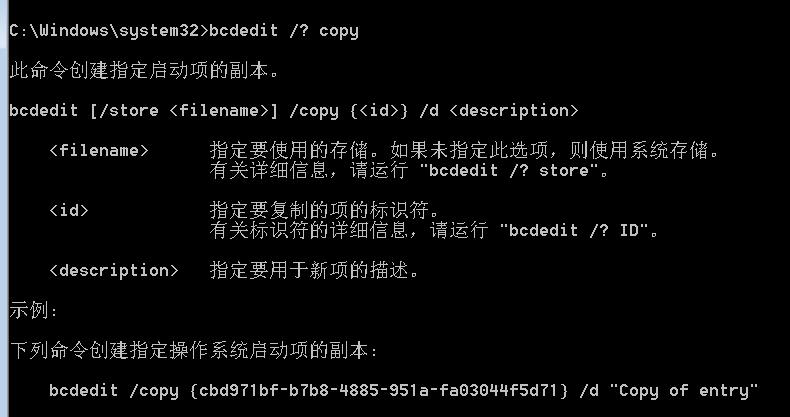 C:\Windows\system32>bcdedit /? copy
此命令创建指定启动项的副本。
bcdedit [/store <filename>] /copy {<id>} /d <description>
<filename> 指定要使用的存储。如果未指定此选项，则使用系统存储。
有关详细信息，请运行 "bcdedit /? store"。
<id> 指定要复制的项的标识符。
有关标识符的详细信息，请运行 "bcdedit /? ID"。
<description> 指定要用于新项的描述。
示例：
下列命令创建指定操作系统启动项的副本：
bcdedit /copy {cbd971bf-b7b8-4885-951a-fa03044f5d71} /d "Copy of entry"